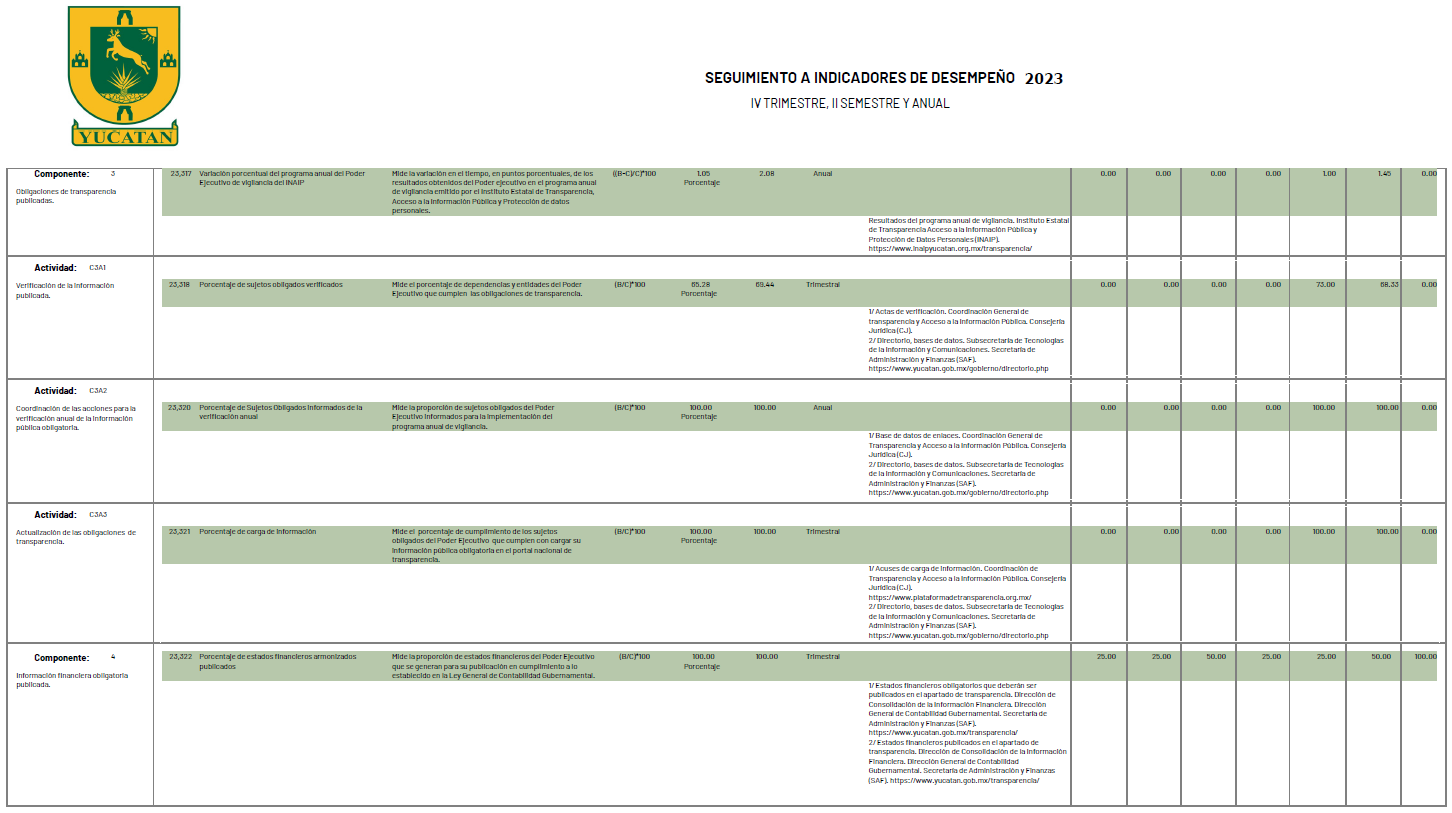 YUCATAN
SEGUIMIENTO A INDICADORES DE DESEMPEÑO 2023
IV TRIMESTRE, II SEMESTRE Y ANUAL
Componente: 3
Obligaciones de transparencia
publicadas.
23,317 Variación porcentual del programa anual del Poder
Ejecutivo de vigilancia del INAIP
Mide la variación en el tiempo, en puntos porcentuales, de los
resultados obtenidos del Poder ejecutivo en el programa anual
de vigilancia emitido por el Instituto Estatal de Transparencia,
Acceso a la Información Pública y Protección de datos
personales.
((B-C)/C)*100 1.05 2.08 Anual
Porcentaje
0.00 0.00 0.00 0.00 1.00 1.45 0.00
Resultados del programa anual de vigilancia. Instituto Estatal
de Transparencia Acceso a la Información Pública y
Protección de Datos Personales (INAIP).
https://www.inaipyucatan.org.mx/transparencia/
Actividad: C3A1
Verificación de la información
publicada.
23,318 Porcentaje de sujetos obligados verificados
Mide el porcentaje de dependencias y entidades del Poder
Ejecutivo que cumplen las obligaciones de transparencia.
(B/C)*100 65.28 69.44 Trimestral
Porcentaje
0.00 0.00 0.00 0.00 73.00 68.33 0.00
1/ Actas de verificación. Coordinación General de
transparencia y Acceso a la Información Pública. Consejería
Jurídica (CJ).
2/ Directorio, bases de datos. Subsecretaría de Tecnologías
de la Información y Comunicaciones. Secretaría de
Administración y Finanzas (SAF).
https://www.yucatan.gob.mx/gobierno/directorio.php
Actividad: C3A2
Coordinación de las acciones para la
verificación anual de la información
pública obligatoria.
23,320 Porcentaje de Sujetos Obligados informados de la
verificación anual
Mide la proporción de sujetos obligados del Poder
Ejecutivo informados para la implementación del
programa anual de vigilancia.
(B/C)*100 100.00 100.00 Anual
Porcentaje
0.00 0.00 0.00 0.00 100.00 100.00 0.00
1/ Base de datos de enlaces. Coordinación General de
Transparencia y Acceso a la Información Pública. Consejería
Jurídica (CJ).
2/ Directorio, bases de datos. Subsecretaría de Tecnologías
de la Información y Comunicaciones. Secretaría de
Administración y Finanzas (SAF).
https://www.yucatan.gob.mx/gobierno/directorio.php
Actividad: C3A3
Actualización de las obligaciones de
transparencia.
23,321 Porcentaje de carga de información
Mide el porcentaje de cumplimiento de los sujetos
obligados del Poder Ejecutivo que cumplen con cargar su
información pública obligatoria en el portal nacional de
transparencia.
(B/C)*100 100.00 100.00 Trimestral
Porcentaje
0.00 0.00 0.00 0.00 100.00 100.00 0.00
1/ Acuses de carga de información. Coordinación de
Transparencia y Acceso a la Información Pública. Consejería
Jurídica (CJ).
https://www.plataformadetransparencia.org.mx/
2/ Directorio, bases de datos. Subsecretaría de Tecnologías
de la Información y Comunicaciones. Secretaría de
Administración y Finanzas (SAF).
https://www.yucatan.gob.mx/gobierno/directorio.php
Componente: 4
Información financiera obligatoria
publicada.
23,322 Porcentaje de estados financieros armonizados
publicados
Mide la proporción de estados financieros del Poder Ejecutivo
que se generan para su publicación en cumplimiento a lo
establecido en la Ley General de Contabilidad Gubernamental.
(B/C)*100 100.00 100.00 Trimestral
Porcentaje
25.00 25.00 50.00 25.00 25.00 50.00 100.00
1/ Estados financieros obligatorios que deberán ser
publicados en el apartado de transparencia. Dirección de
Consolidación de la Información Financiera. Dirección
General de Contabilidad Gubernamental. Secretaría de
Administración y Finanzas (SAF).
https://www.yucatan.gob.mx/transparencia/
2/ Estados financieros publicados en el apartado de
transparencia. Dirección de Consolidación de la Información
Financiera. Dirección General de Contabilidad
Gubernamental. Secretaría de Administración y Finanzas
(SAF). https://www.yucatan.gob.mx/transparencia/